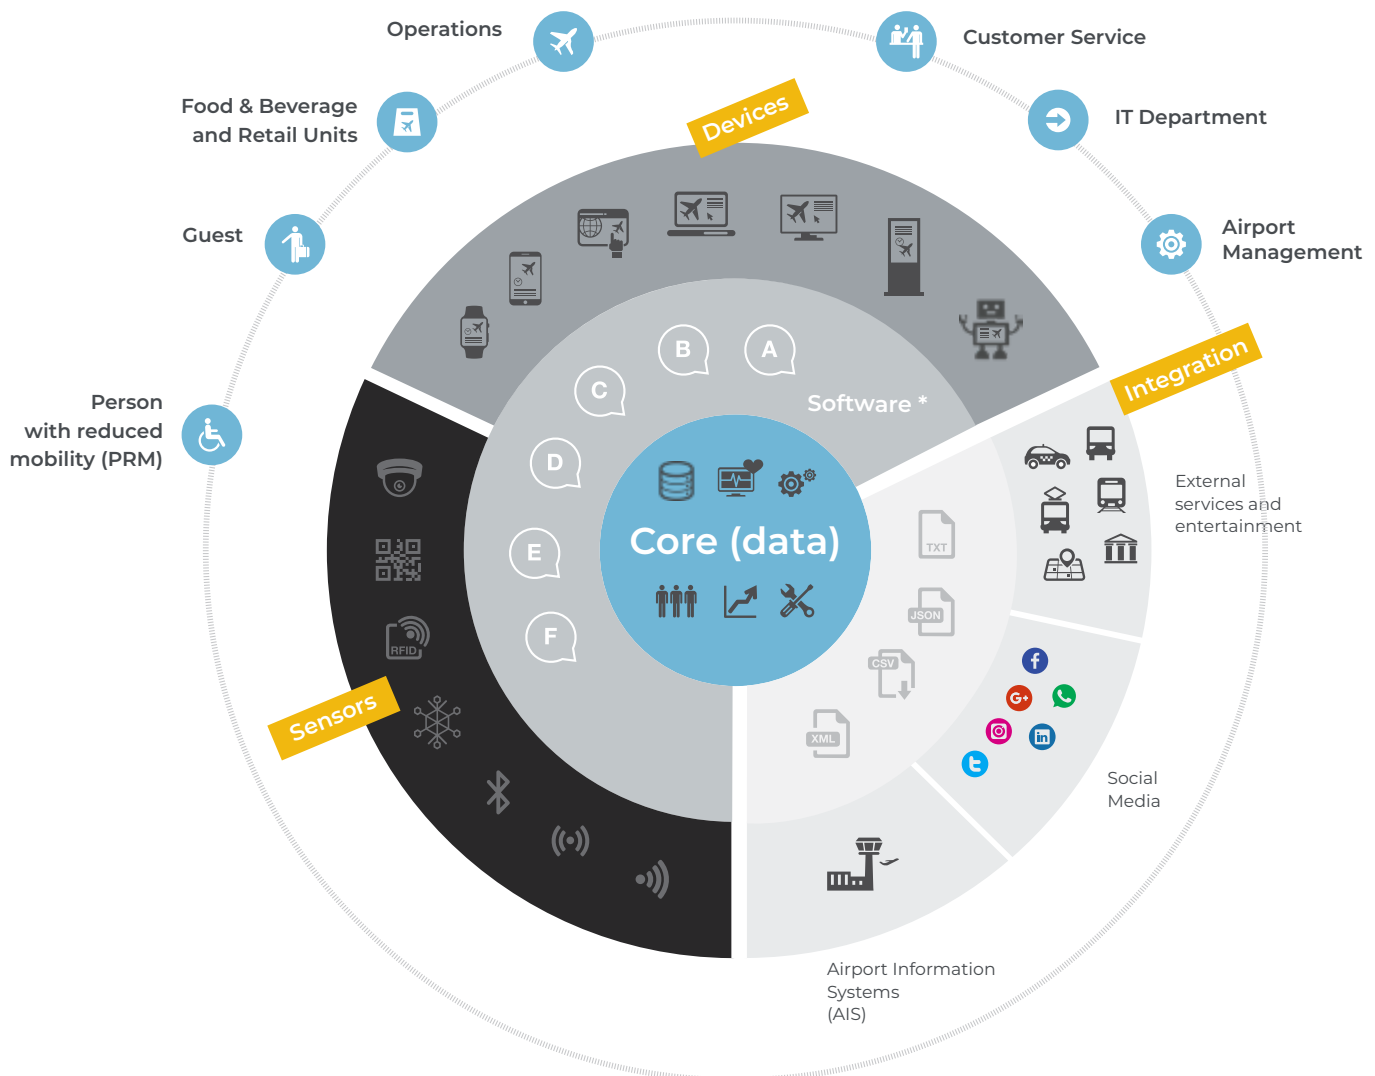 Operations
Customer Service
Food & Beverage
and Retail Units
IT Department
Devices
Guest
Airport
Management
Integration
Person
with reduced
mobility (PRM)
B
A
C
Software *
D
E
F
Core (data)
External
services and
entertainment
TXT
JSON
CSV
XML
RFID
Sensors
f
G+
in
Social
Media
Airport Information
Systems
(AIS)